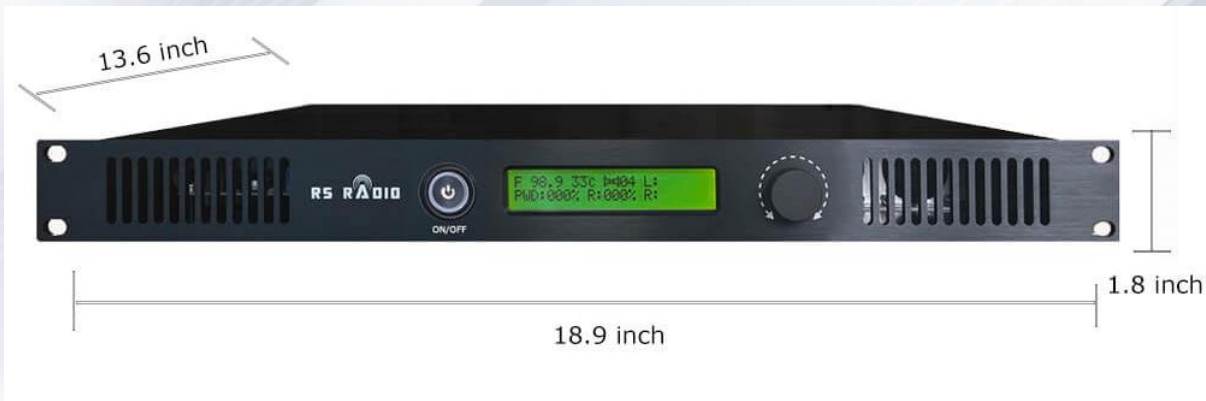 13.6 inch
RS RADIO
ON/OFF
F 98.9 33c 04 L:
PWD:000% R:000% R:
1.8 inch
18.9 inch